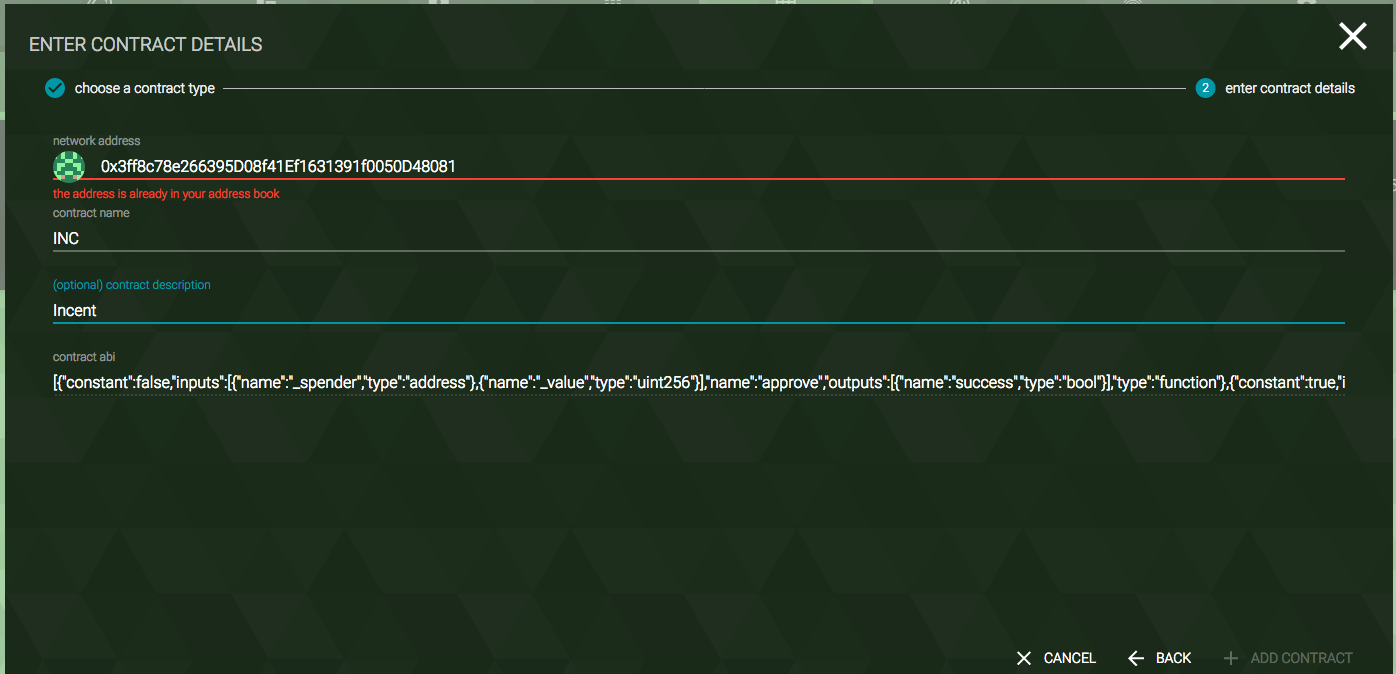 ENTER CONTRACT DETAILS
choose a contract type
2 enter contract details
network address
0x3ff8c78e266395D08f41Ef1631391f0050D48081
the address is already in your address book
contract name
INC
(optional) contract description
Incent
contract abi
[{"constant":false,"inputs":[{"name":"_spender","type":"address"},{"name":"_value","type":"uint256"}],"name":"approve","outputs":[{"name":"success","type":"bool"}],"type":"function"},{"constant":true,"i
CANCEL BACK ADD CONTRACT